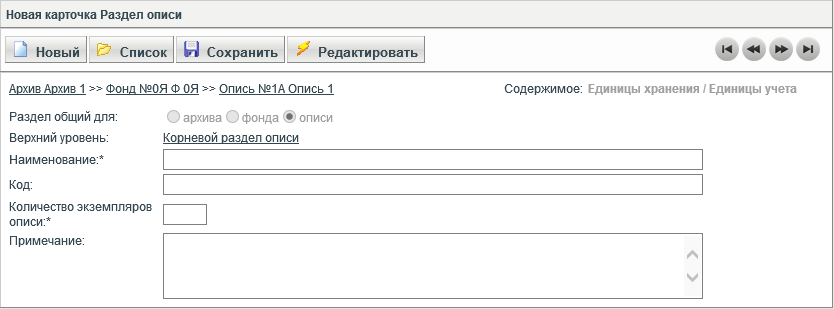 Новая карточка Раздел описи
Новый Список Сохранить Редактировать
Архив Архив 1 >> Фонд №0Я Ф 0Я >> Опись №1А Опись 1 Содержимое: Единицы хранения / Единицы учета
Раздел общий для: архива фонда описи
Верхний уровень: Корневой раздел описи
Наименование:*
Код:
Количество экземпляров
описи:*
Примечание: